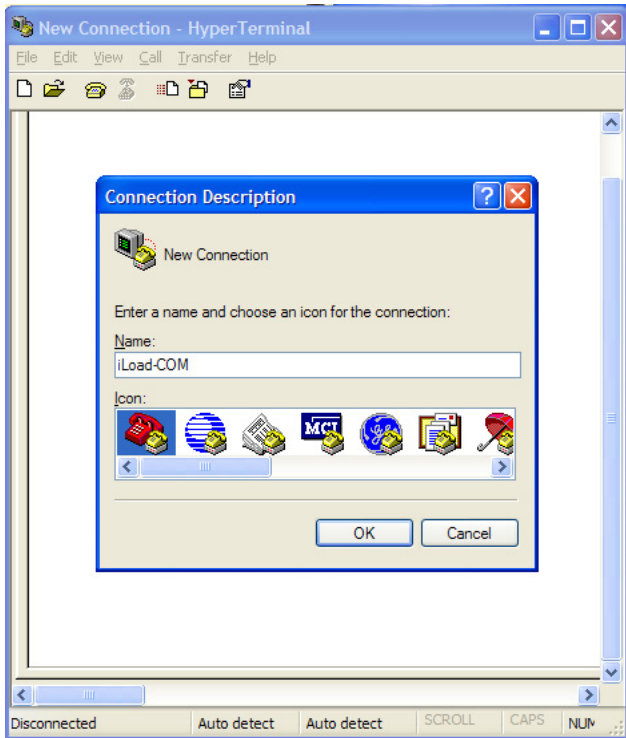 New Connection - HyperTerminal
File Edit View Call Transfer Help
Connection Description
New Connection
Enter a name and choose an icon for the connection:
Name:
iLoad-COM
Icon:
MCI
OK Cancel
Disconnected Auto detect Auto detect SCROLL CAPS NUM